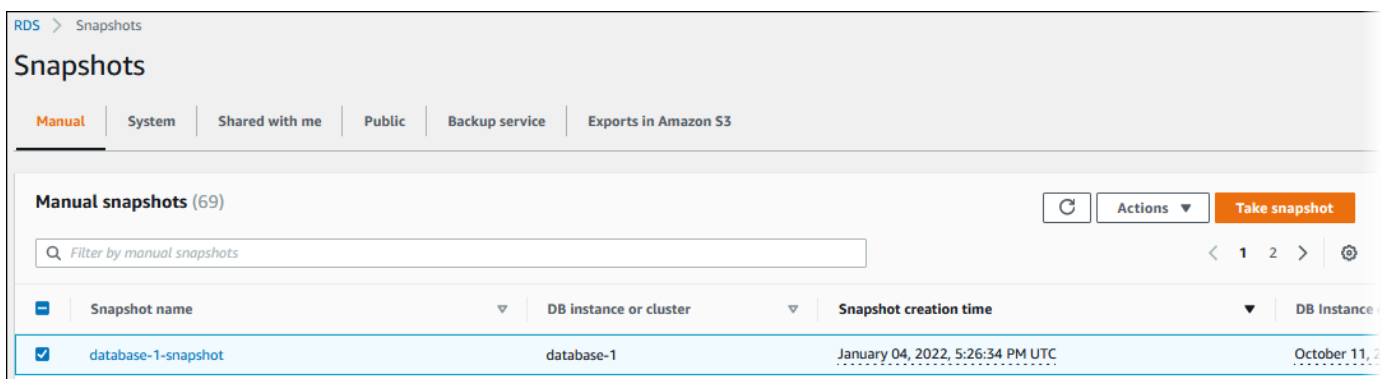 RDS > Snapshots
Snapshots
Manual System Shared with me Public Backup service Exports in Amazon S3
Manual snapshots (69) Actions Take snapshot
Filter by manual snapshots < 1 2 >
Snapshot name DB instance or cluster Snapshot creation time DB Instance
database-1-snapshot database-1 January 04, 2022, 5:26:34 PM UTC October 11,